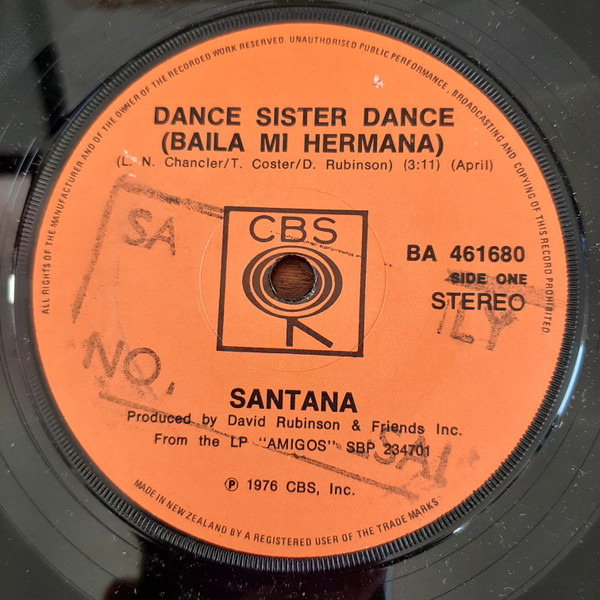 ALL RIGHTS OF THE MANUFACTURER AND OF THE OWNER OF THE RECORDED WORK RESERVED. UNAUTHORISED PUBLIC PERFORMANCE, BROADCASTING AND COPYING OF THIS RECORD PROHIBITED.
DANCE SISTER DANCE
(BAILA MI HERMANA)
(L. N. Chancler/T. Coster/D. Rubinson) (3:11) (April)
SA
CBS
BA 461680
SIDE ONE
STEREO
LY
NO.
SANTANA
Produced by David Rubinson & Friends Inc.
From the LP "AMIGOS" SBP 234701
SAL
℗ 1976 CBS, Inc.
MADE IN NEW ZEALAND BY A REGISTERED USER OF THE TRADE MARKS